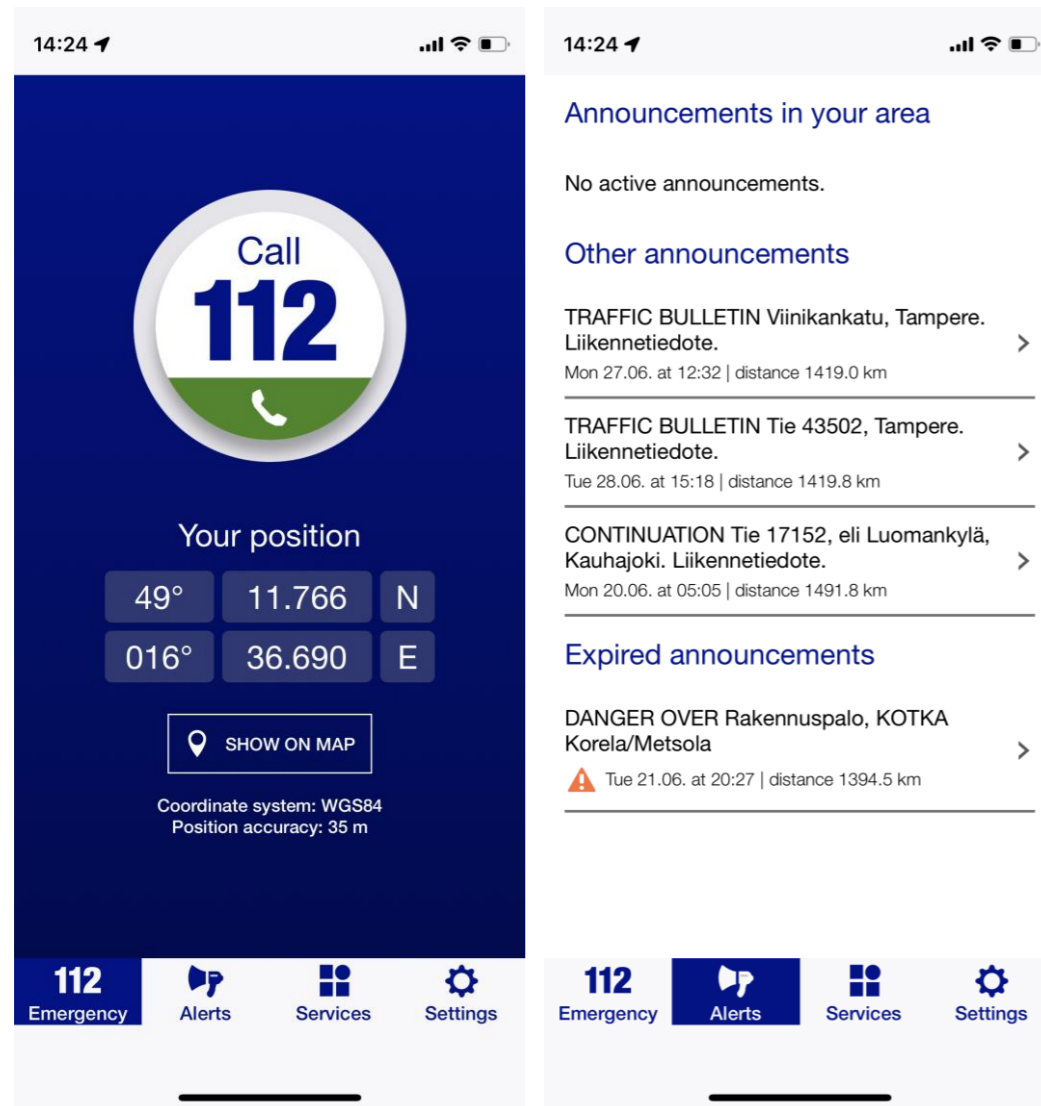 14:24
Call
112
Your position
49° 11.766 N
016° 36.690 E
SHOW ON MAP
Coordinate system: WGS84
Position accuracy: 35 m
112
Emergency
Alerts
Services
Settings
14:24
Announcements in your area
No active announcements.
Other announcements
TRAFFIC BULLETIN Viinikankatu, Tampere.
Liikennetiedote.
Mon 27.06. at 12:32 | distance 1419.0 km
TRAFFIC BULLETIN Tie 43502, Tampere.
Liikennetiedote.
Tue 28.06. at 15:18 | distance 1419.8 km
CONTINUATION Tie 17152, eli Luomankylä,
Kauhajoki. Liikennetiedote.
Mon 20.06. at 05:05 | distance 1491.8 km
Expired announcements
DANGER OVER Rakennuspalo, KOTKA
Korela/Metsola
Tue 21.06. at 20:27 | distance 1394.5 km
112
Emergency
Alerts
Services
Settings